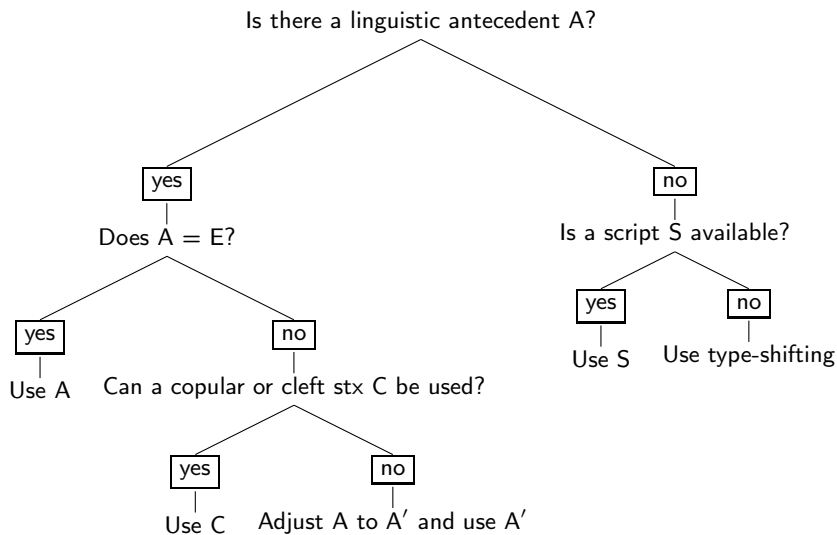 Is there a linguistic antecedent A?
yes
no
Does A = E?
Is a script S available?
yes
no
yes
no
Use A
Can a copular or cleft stx C be used?
Use S
Use type-shifting
yes
no
Use C
Adjust A to A′ and use A′